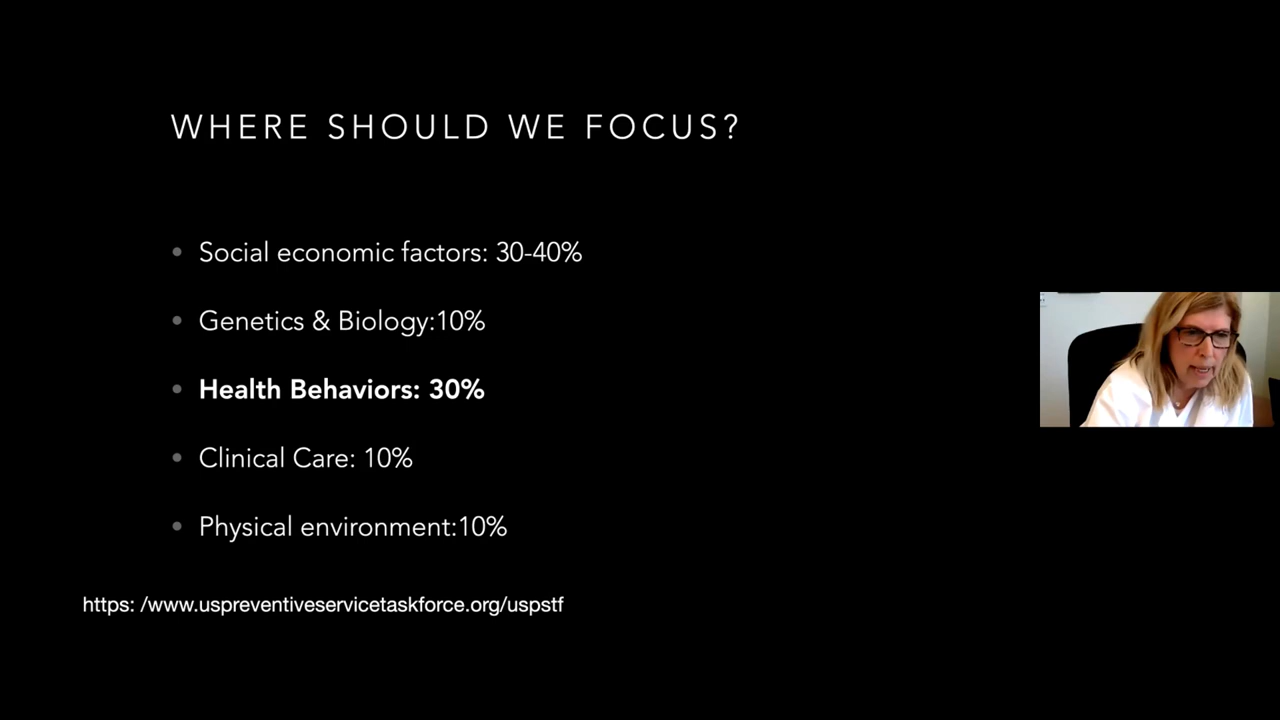 WHERE SHOULD WE FOCUS?
Social economic factors: 30-40%
Genetics & Biology:10%
Health Behaviors: 30%
Clinical Care: 10%
Physical environment:10%
https: /www.uspreventiveservicetaskforce.org/uspstf